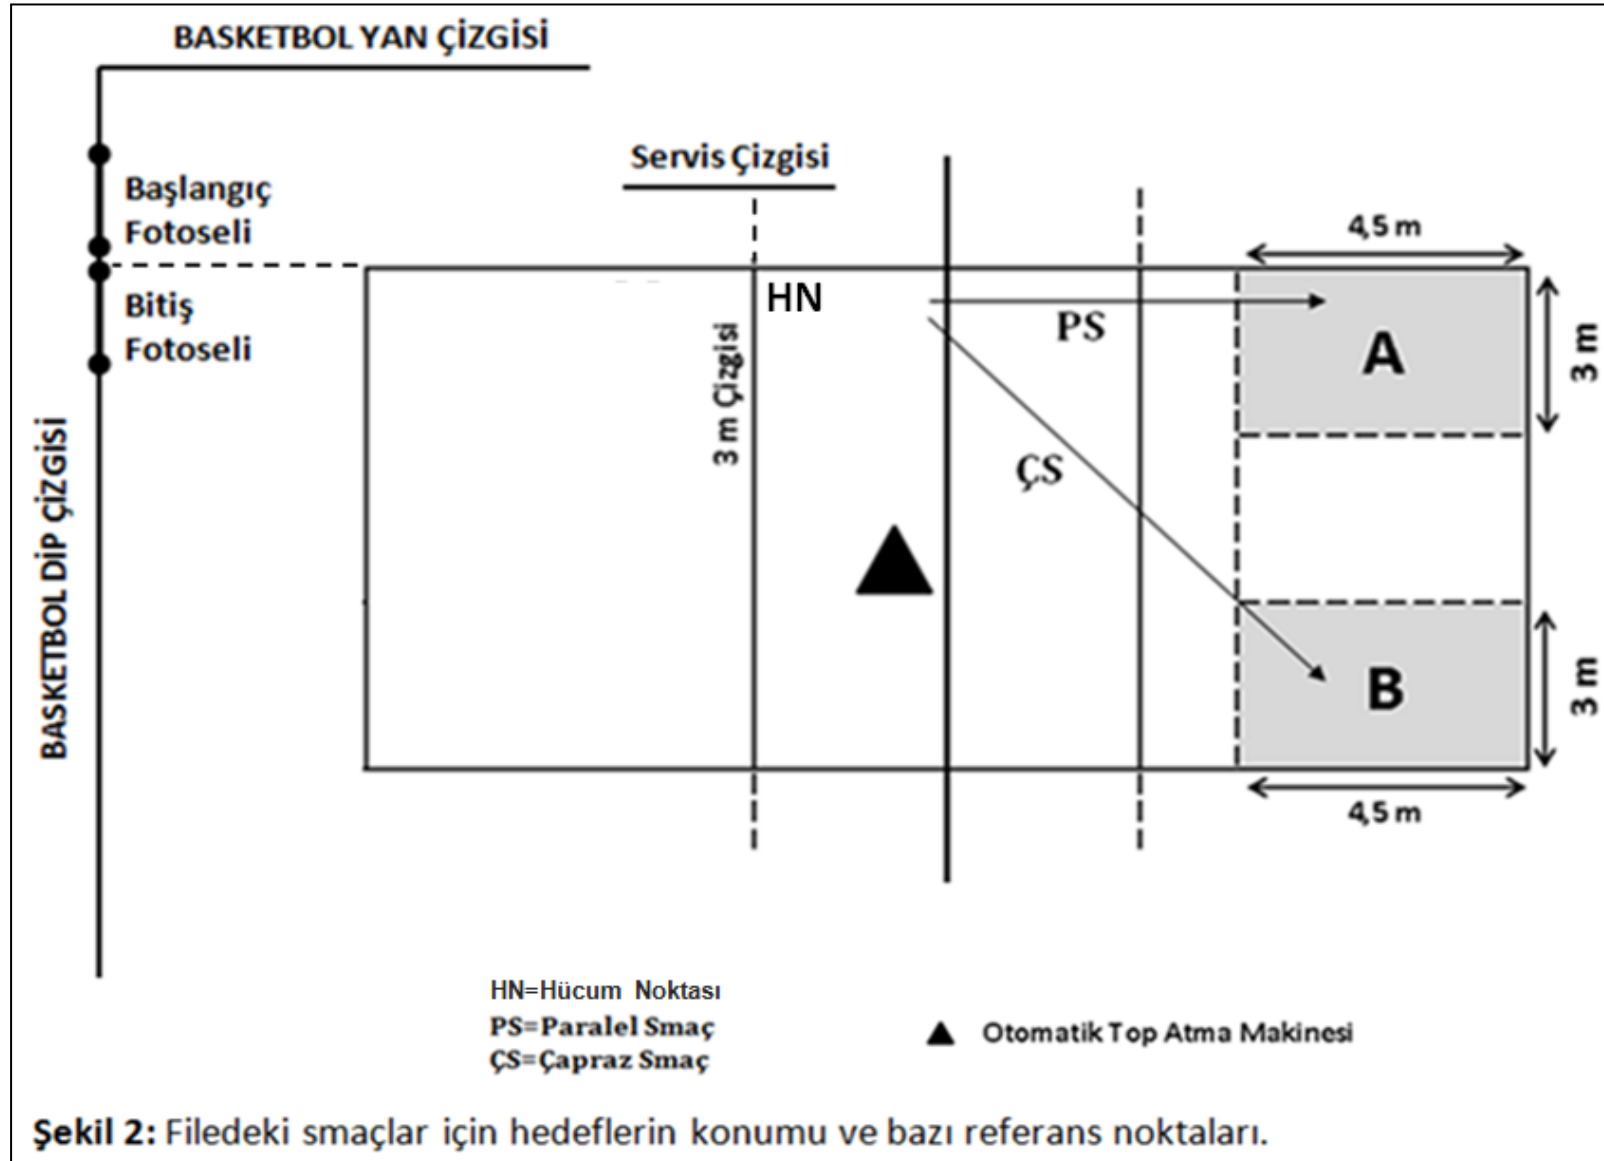 BASKETBOL YAN ÇİZGİSİ
Servis Çizgisi
Başlangıç
Fotoseli
Bitiş
Fotoseli
BASKETBOL DİP ÇİZGİSİ
HN
3 m Çizgisi
PS
ÇS
4,5 m
A
3 m
B
3 m
4,5 m
HN=Hücum Noktası
PS=Paralel Smaç
ÇS=Çapraz Smaç
Otomatik Top Atma Makinesi
Şekil 2: Filedeki smaçlar için hedeflerin konumu ve bazı referans noktaları.